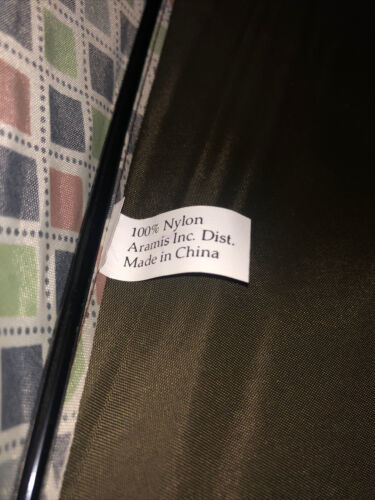 100% Nylon
Aramis Inc. Dist.
Made in China